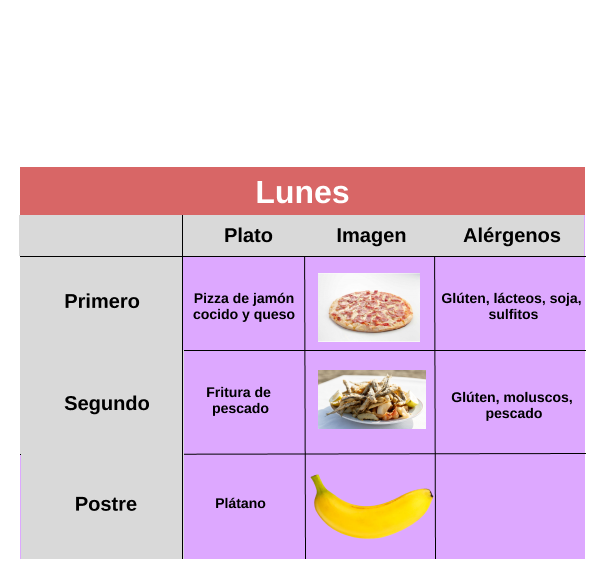 Lunes
Plato Imagen Alérgenos
Primero
Pizza de jamón
cocido y queso
Glúten, lácteos, soja,
sulfitos
Segundo
Fritura de
pescado
Glúten, moluscos,
pescado
Postre
Plátano